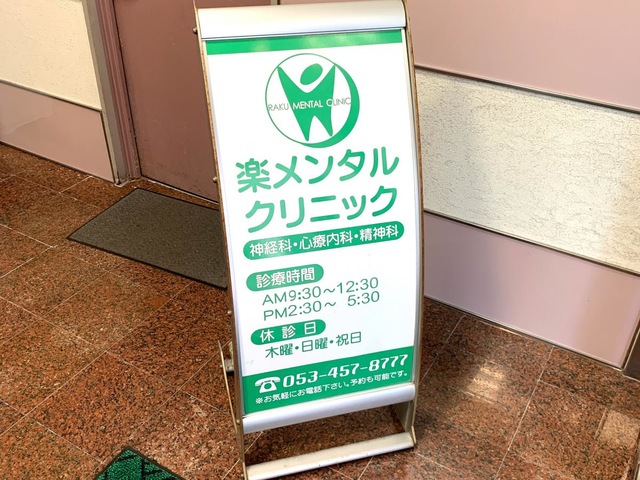 RAKU MENTAL CLINIC
楽メンタル
クリニック
神経科・心療内科・精神科
診療時間
AM9:30～12:30
PM2:30～ 5:30
休診日
木曜・日曜・祝日
☎053-457-8777
※お気軽にお電話下さい。予約も可能です。